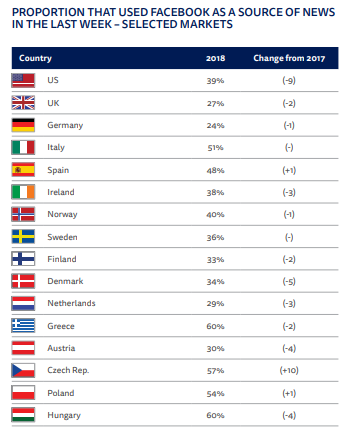 PROPORTION THAT USED FACEBOOK AS A SOURCE OF NEWS
IN THE LAST WEEK – SELECTED MARKETS
Country 2018 Change from 2017
US 39% (-9)
UK 27% (-2)
Germany 24% (-1)
Italy 51% (-)
Spain 48% (+1)
Ireland 38% (-3)
Norway 40% (-1)
Sweden 36% (-)
Finland 33% (-2)
Denmark 34% (-5)
Netherlands 29% (-3)
Greece 60% (-2)
Austria 30% (-4)
Czech Rep. 57% (+10)
Poland 54% (+1)
Hungary 60% (-4)